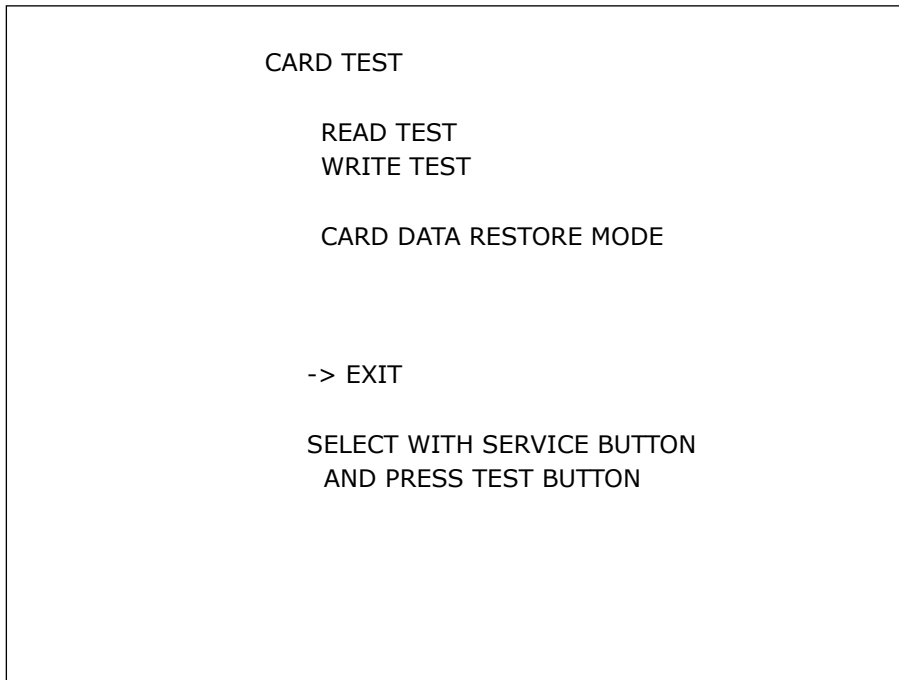 CARD TEST
READ TEST
WRITE TEST
CARD DATA RESTORE MODE
-> EXIT
SELECT WITH SERVICE BUTTON
AND PRESS TEST BUTTON